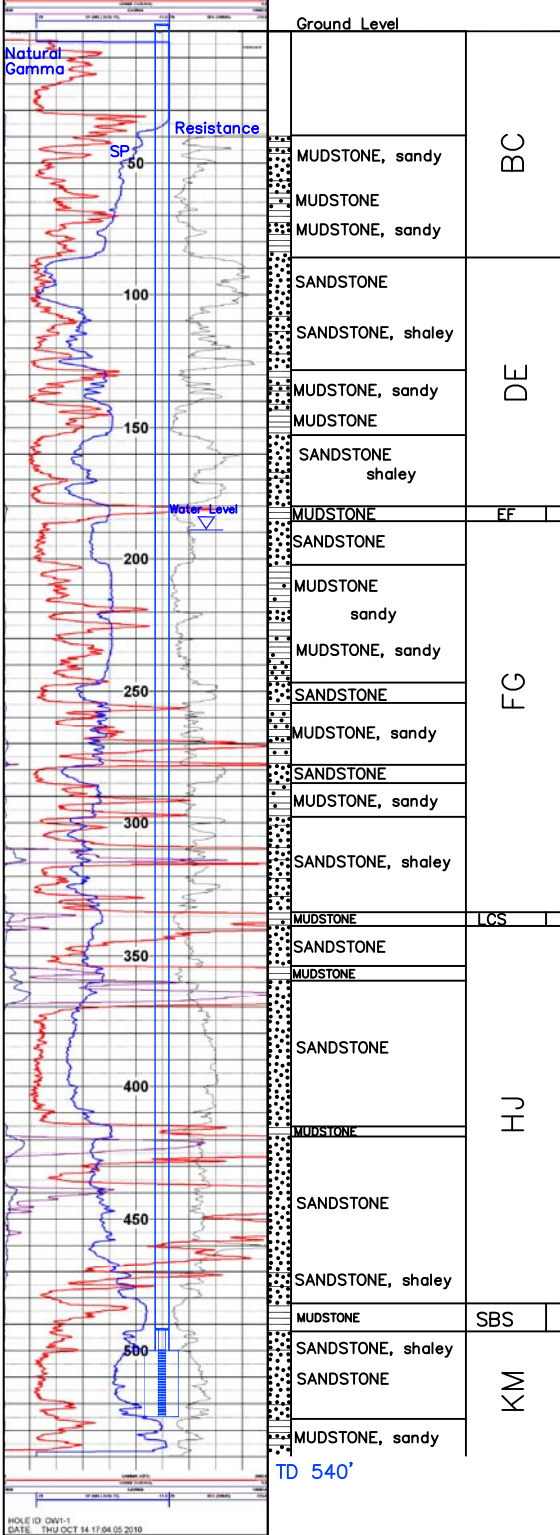 Ground Level
Natural
Gamma
Resistance
SP
BC
50
MUDSTONE, sandy
MUDSTONE
MUDSTONE, sandy
100
SANDSTONE
SANDSTONE, shaley
DE
MUDSTONE, sandy
150
MUDSTONE
SANDSTONE
shaley
Water Level
MUDSTONE
EF
200
SANDSTONE
MUDSTONE
sandy
MUDSTONE, sandy
250
SANDSTONE
FG
MUDSTONE, sandy
SANDSTONE
MUDSTONE, sandy
300
SANDSTONE, shaley
MUDSTONE
LCS
350
SANDSTONE
MUDSTONE
SANDSTONE
400
HJ
MUDSTONE
SANDSTONE
450
SANDSTONE, shaley
MUDSTONE
SBS
500
SANDSTONE, shaley
SANDSTONE
KM
MUDSTONE, sandy
TD 540'
HOLE ID: OW1-1
DATE: THU OCT 14 17:04:05 2010